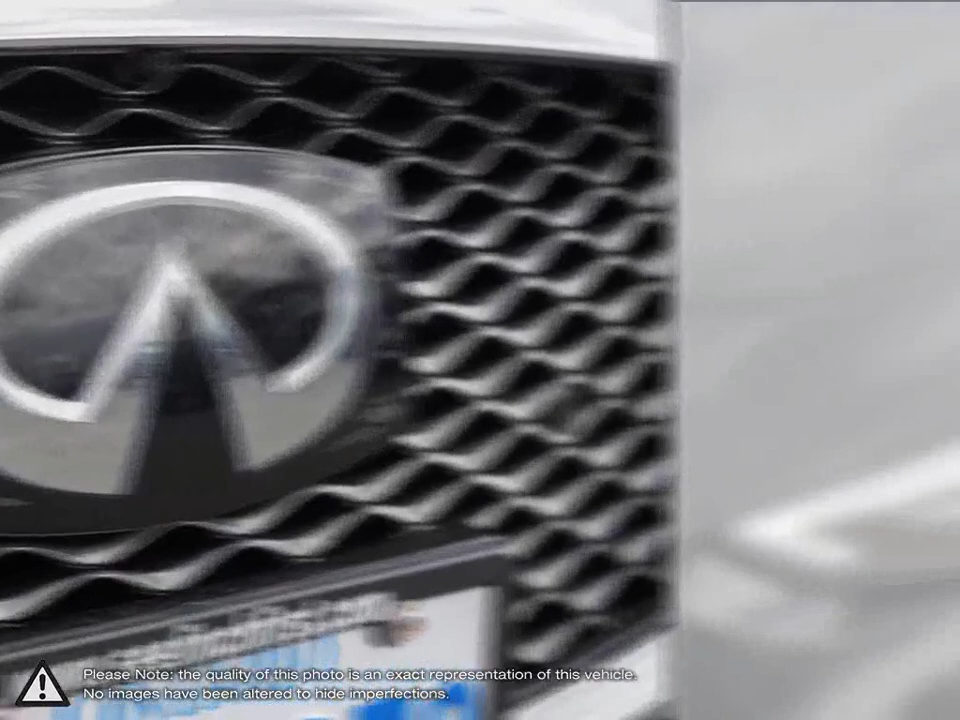 Please Note: the quality of this photo is an exact representation of this vehicle.
No images have been altered to hide imperfections.